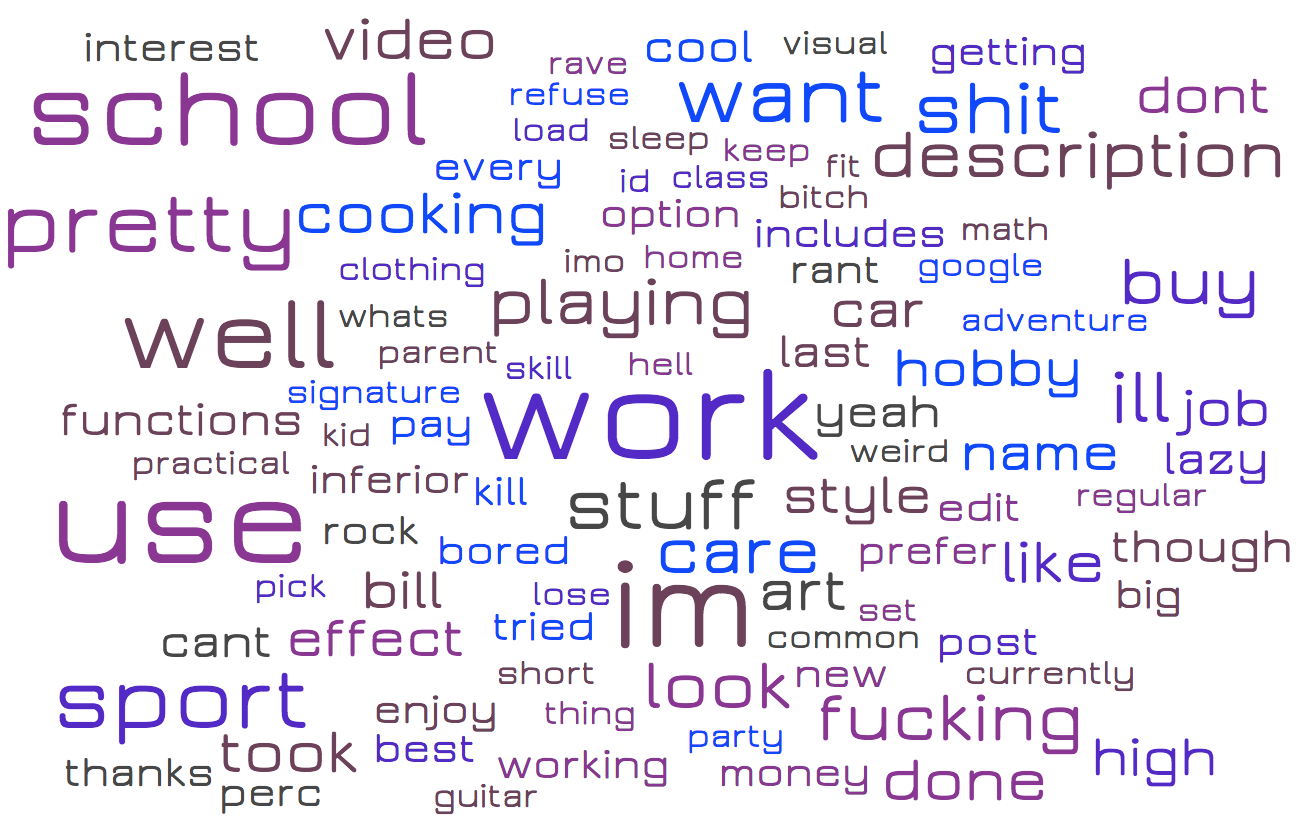 interest video cool visual getting
rave
school refuse want shit dont
load sleep keep fit description
every id class bitch
pretty cooking option includes math
clothing imo home rant google buy
well whats playing car adventure
parent skill hell last hobby
signature work ill job
functions kid pay yeah name lazy
practical inferior kill weird regular
use rock stuff style edit
bored care prefer like though
pick bill lose im art set big
cant effect tried common post
short look new currently
sport enjoy thing fucking
took best party high
thanks working money done
perc guitar